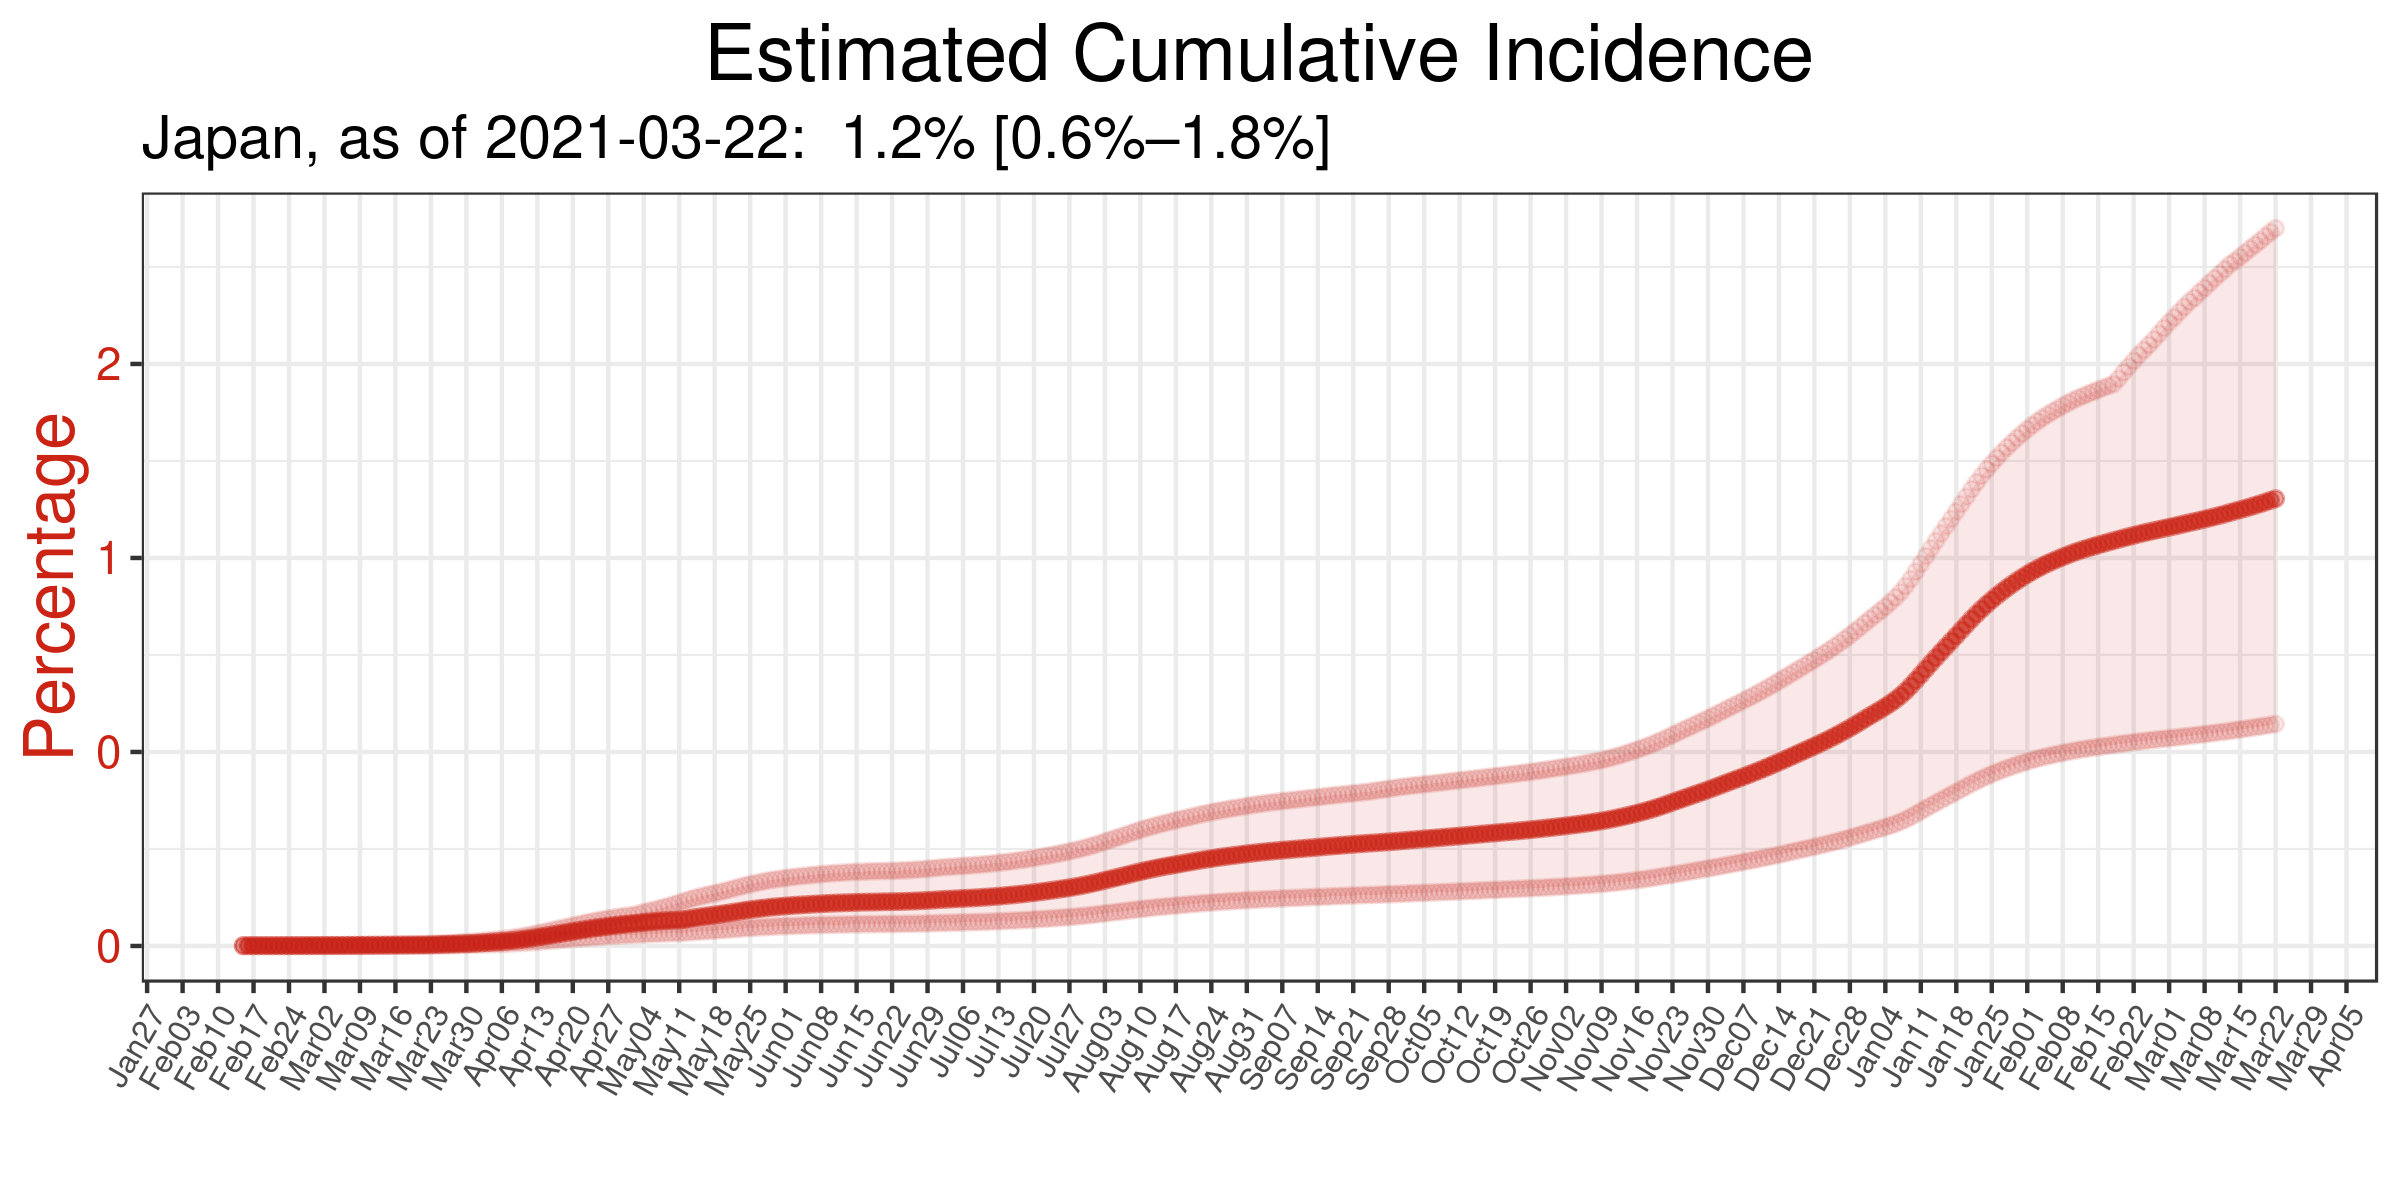 Estimated Cumulative Incidence
Japan, as of 2021-03-22:  1.2% [0.6%–1.8%]
Percentage
2
1
0
0
Jan27
Feb03
Feb10
Feb17
Feb24
Mar02
Mar09
Mar16
Mar23
Mar30
Apr06
Apr13
Apr20
Apr27
May04
May11
May18
May25
Jun01
Jun08
Jun15
Jun22
Jun29
Jul06
Jul13
Jul20
Jul27
Aug03
Aug10
Aug17
Aug24
Aug31
Sep07
Sep14
Sep21
Sep28
Oct05
Oct12
Oct19
Oct26
Nov02
Nov09
Nov16
Nov23
Nov30
Dec07
Dec14
Dec21
Dec28
Jan04
Jan11
Jan18
Jan25
Feb01
Feb08
Feb15
Feb22
Mar01
Mar08
Mar15
Mar22
Mar29
Apr05